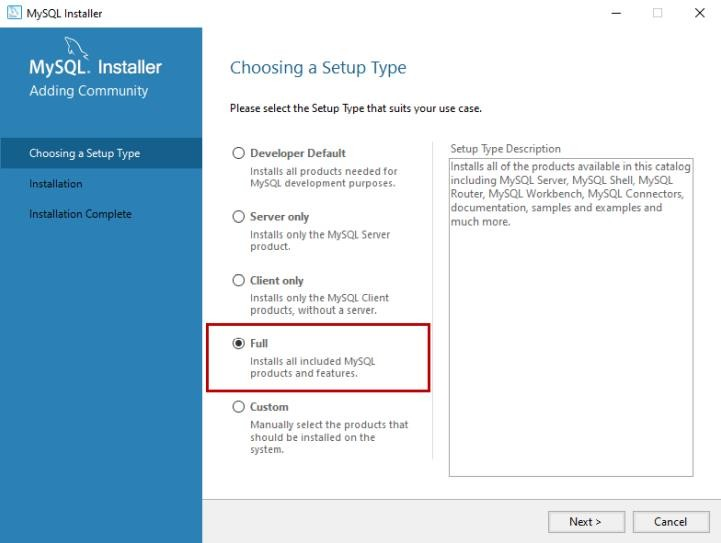 MySQL Installer
MySQL. Installer
Adding Community
Choosing a Setup Type
Installation
Installation Complete
Choosing a Setup Type
Please select the Setup Type that suits your use case.
Developer Default
Installs all products needed for
MySQL development purposes.
Server only
Installs only the MySQL Server
product.
Client only
Installs only the MySQL Client
products, without a server.
Full
Installs all included MySQL
products and features.
Custom
Manually select the products that
should be installed on the
system.
Setup Type Description
Installs all of the products available in this catalog
including MySQL Server, MySQL Shell, MySQL
Router, MySQL Workbench, MySQL Connectors,
documentation, samples and examples and
much more.
Next >
Cancel